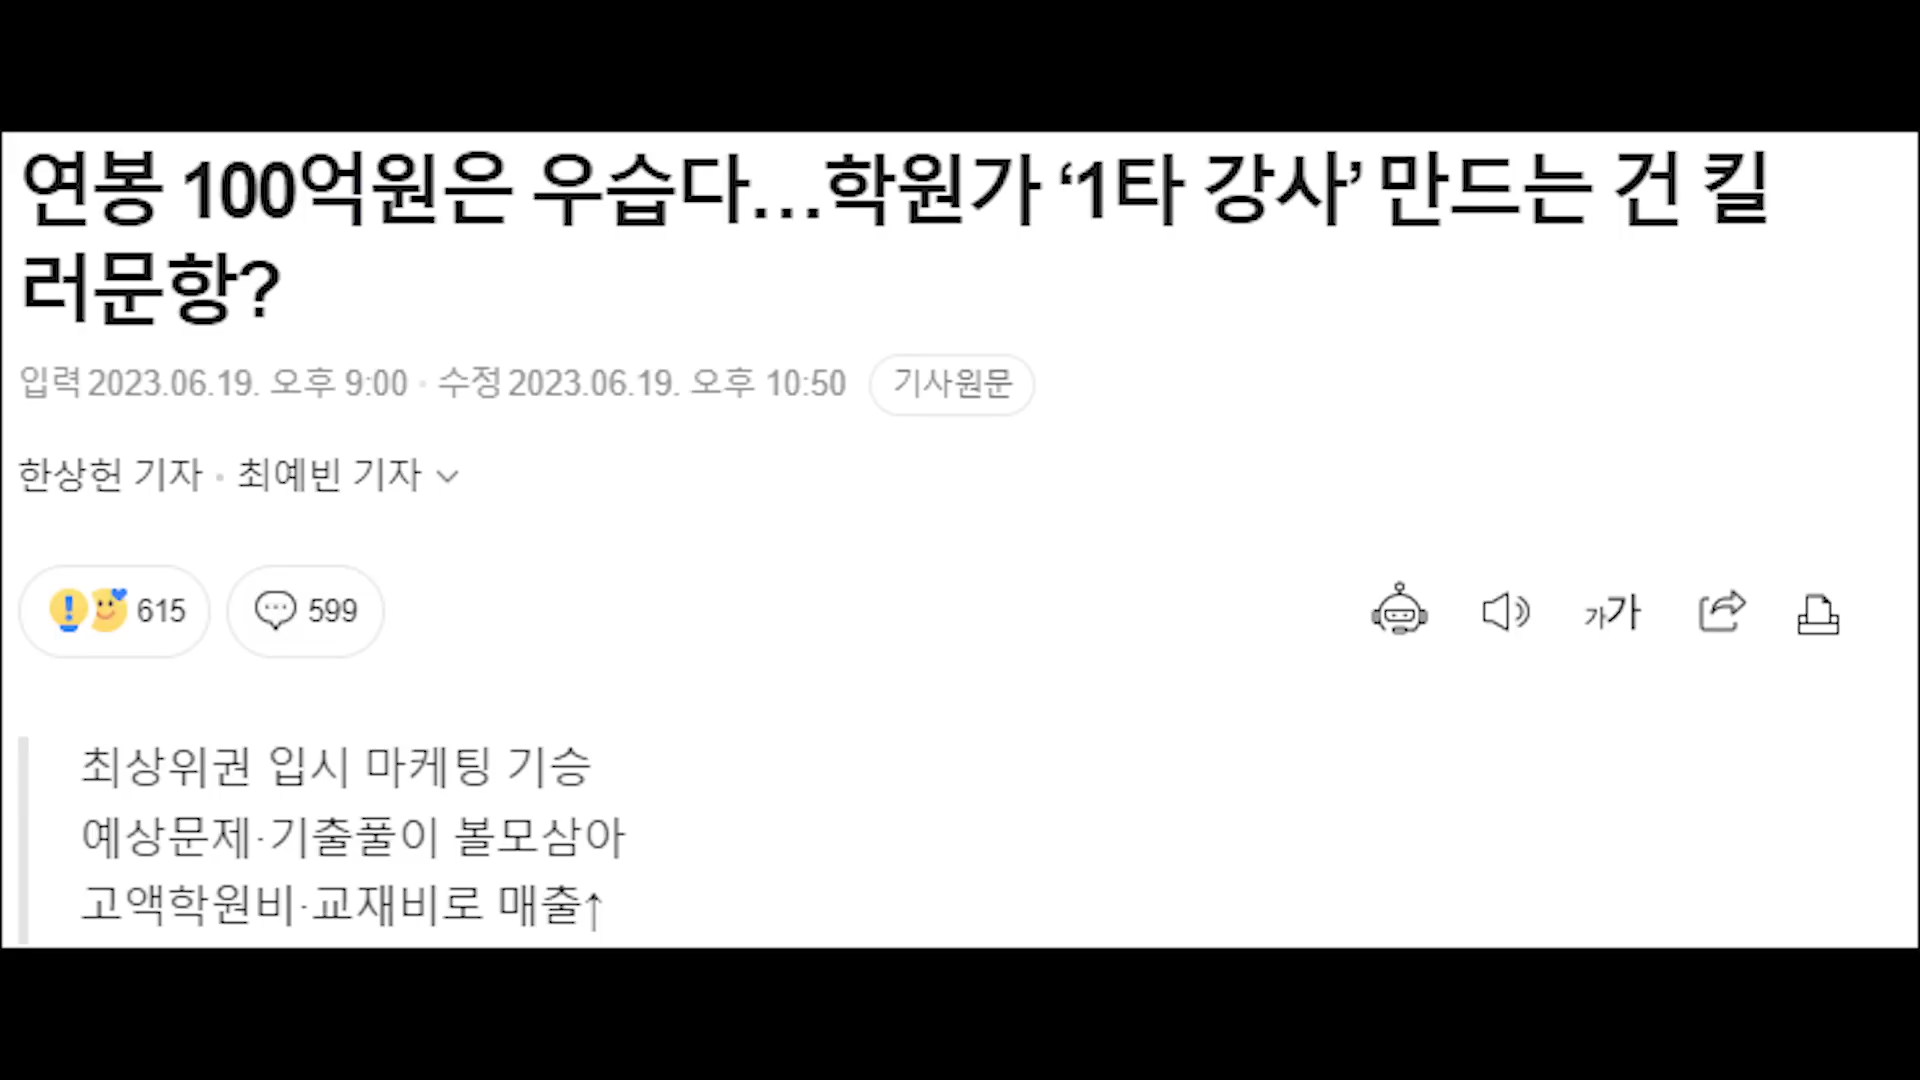 연봉 100억원은 우습다…학원가 ‘1타 강사’ 만드는 건 킬
러문항?
입력 2023.06.19. 오후 9:00 · 수정 2023.06.19. 오후 10:50 기사원문
한상헌 기자 · 최예빈 기자
615 599 가가
최상위권 입시 마케팅 기승
예상문제·기출풀이 볼모삼아
고액학원비·교재비로 매출↑